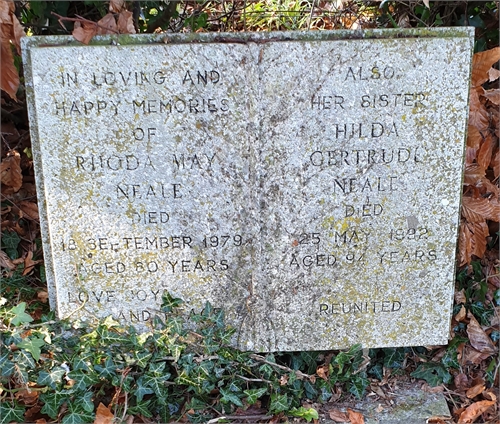 IN LOVING AND
HAPPY MEMORIES
OF
RHODA MAY
NEALE
DIED
SEPTEMBER 1979
AGED 80 YEARS
LOVE JOY
AND
ALSO
HER SISTER
HILDA
GERTRUDE
NEALE
DIED
25 MAY 1992
AGED 94 YEARS
REUNITED